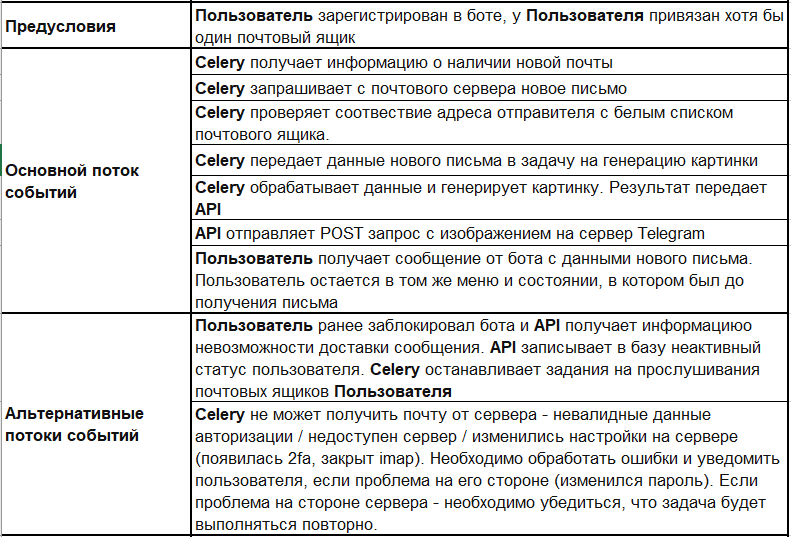 Предусловия
Пользователь зарегистрирован в боте, у Пользователя привязан хотя бы
один почтовый ящик
Основной поток
событий
Celery получает информацию о наличии новой почты
Celery запрашивает с почтового сервера новое письмо
Celery проверяет соотвествие адреса отправителя с белым списком
почтового ящика.
Celery передает данные нового письма в задачу на генерацию картинки
Celery обрабатывает данные и генерирует картинку. Результат передает
API
API отправляет POST запрос с изображением на сервер Telegram
Пользователь получает сообщение от бота с данными нового письма.
Пользователь остается в том же меню и состоянии, в котором был до
получения письма
Альтернативные
потоки событий
Пользователь ранее заблокировал бота и API получает информациюо
невозможности доставки сообщения. API записывает в базу неактивный
статус пользователя. Celery останавливает задания на прослушивания
почтовых ящиков Пользователя
Celery не может получить почту от сервера - невалидные данные
авторизации / недоступен сервер / изменились настройки на сервере
(появилась 2fa, закрыт imap). Необходимо обработать ошибки и уведомить
пользователя, если проблема на его стороне (изменился пароль). Если
проблема на стороне сервера - необходимо убедиться, что задача будет
выполняться повторно.